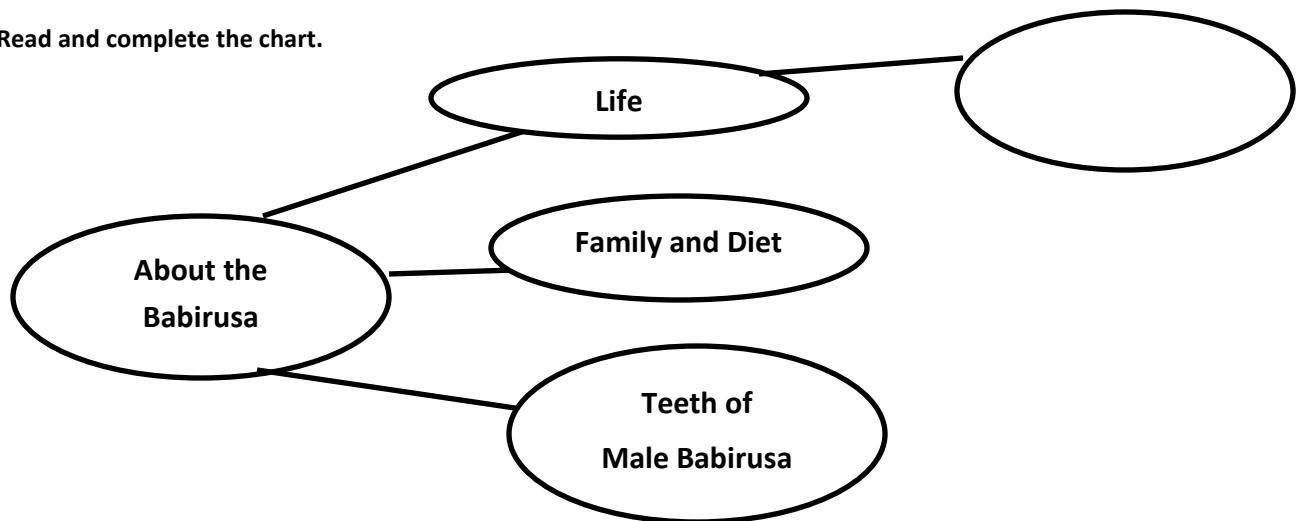 Read and complete the chart.
Life
Family and Diet
About the
Babirusa
Teeth of
Male Babirusa